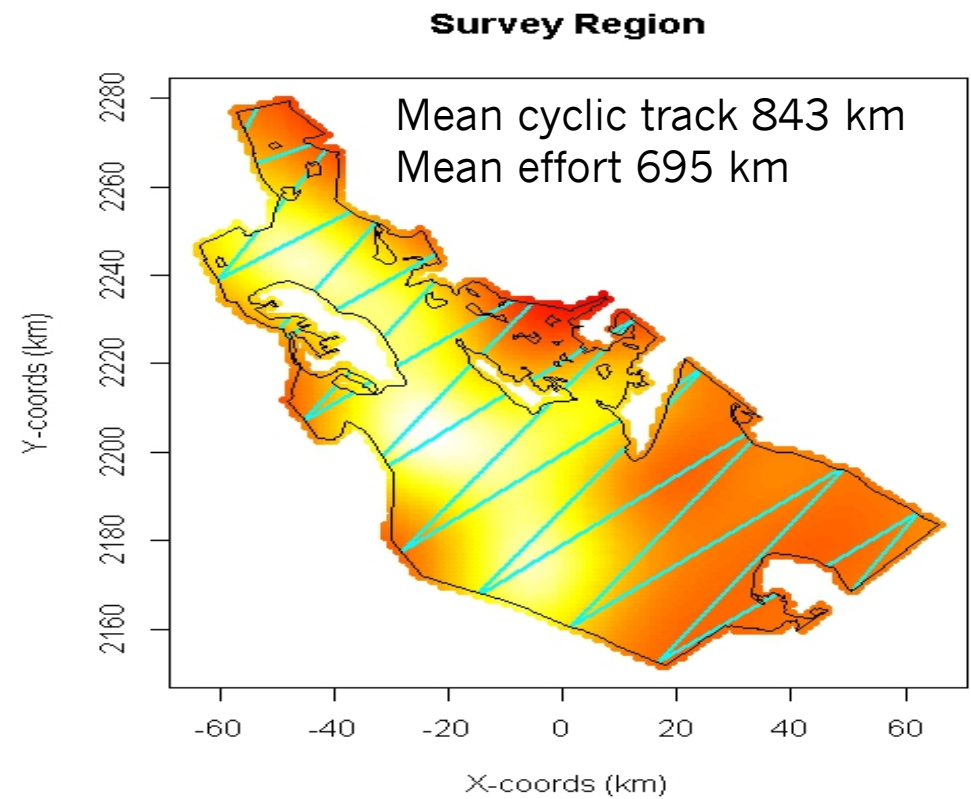 Survey Region
Mean cyclic track 843 km
Mean effort 695 km
Y-coords (km)
2280
2260
2240
2220
2200
2180
2160
-60 -40 -20 0 20 40 60
X-coords (km)